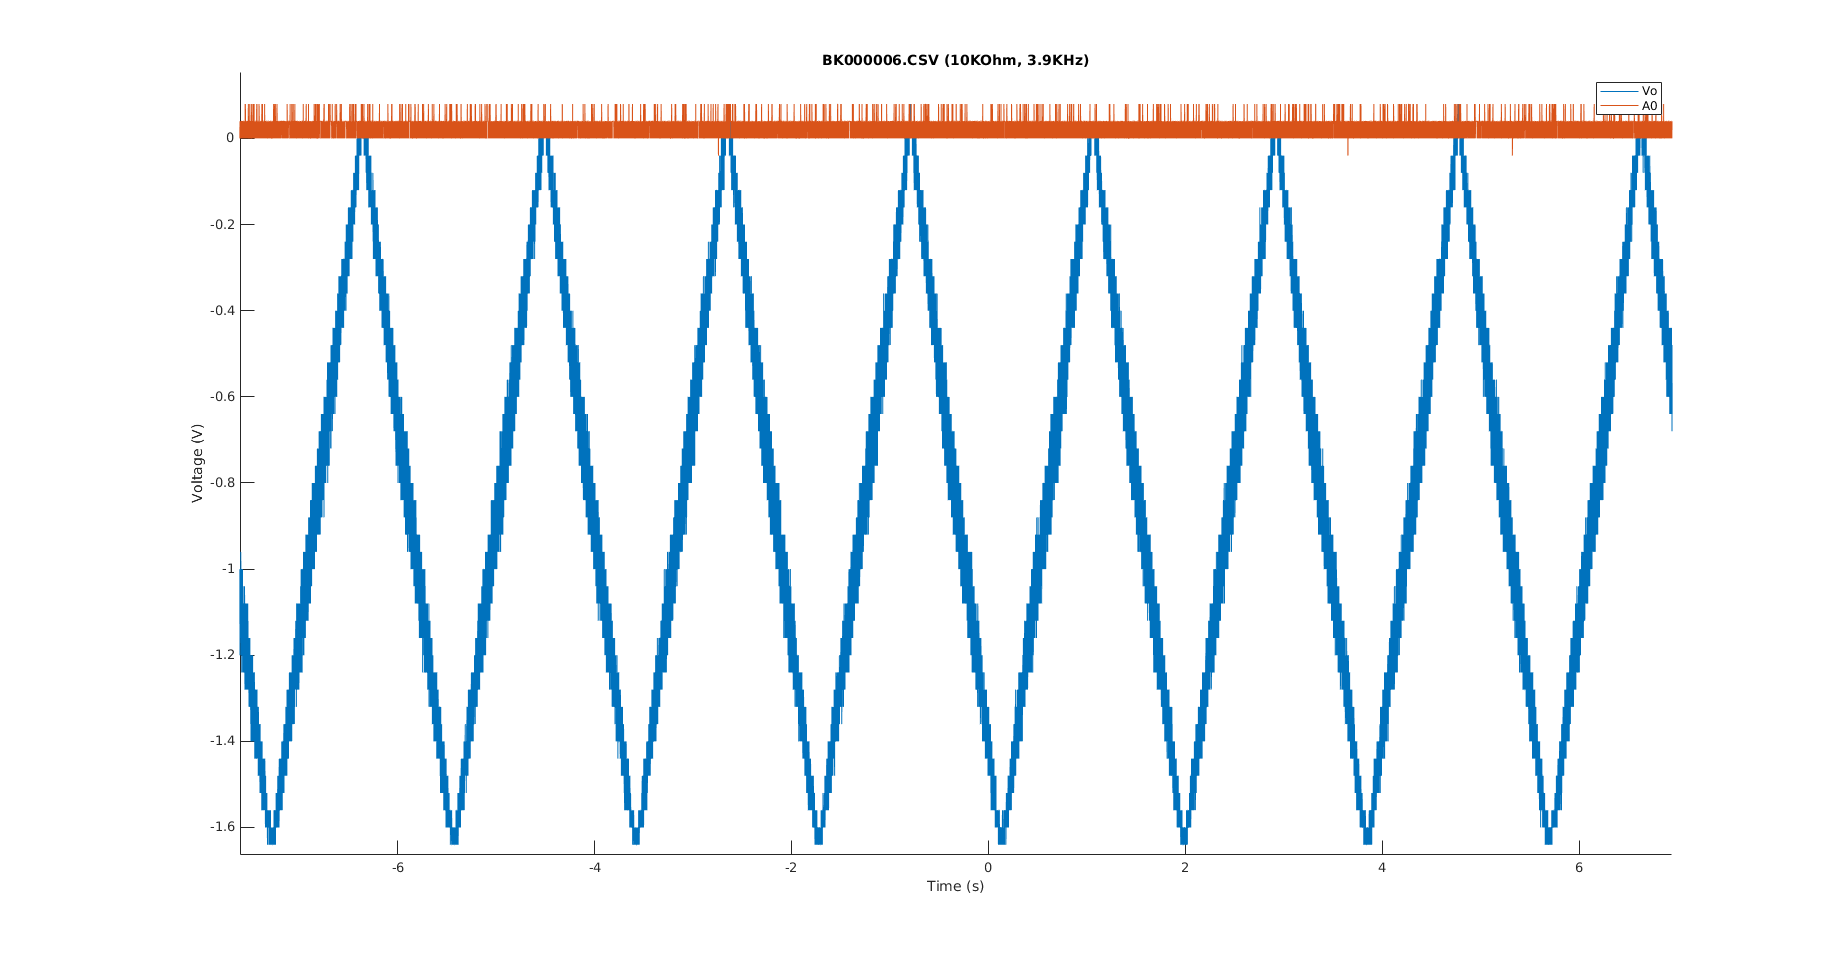 BK000006.CSV (10KOhm, 3.9KHz)
Vo
A0
0
-0.2
-0.4
-0.6
-0.8
-1
-1.2
-1.4
-1.6
Voltage (V)
-6 -4 -2 0 2 4 6
Time (s)